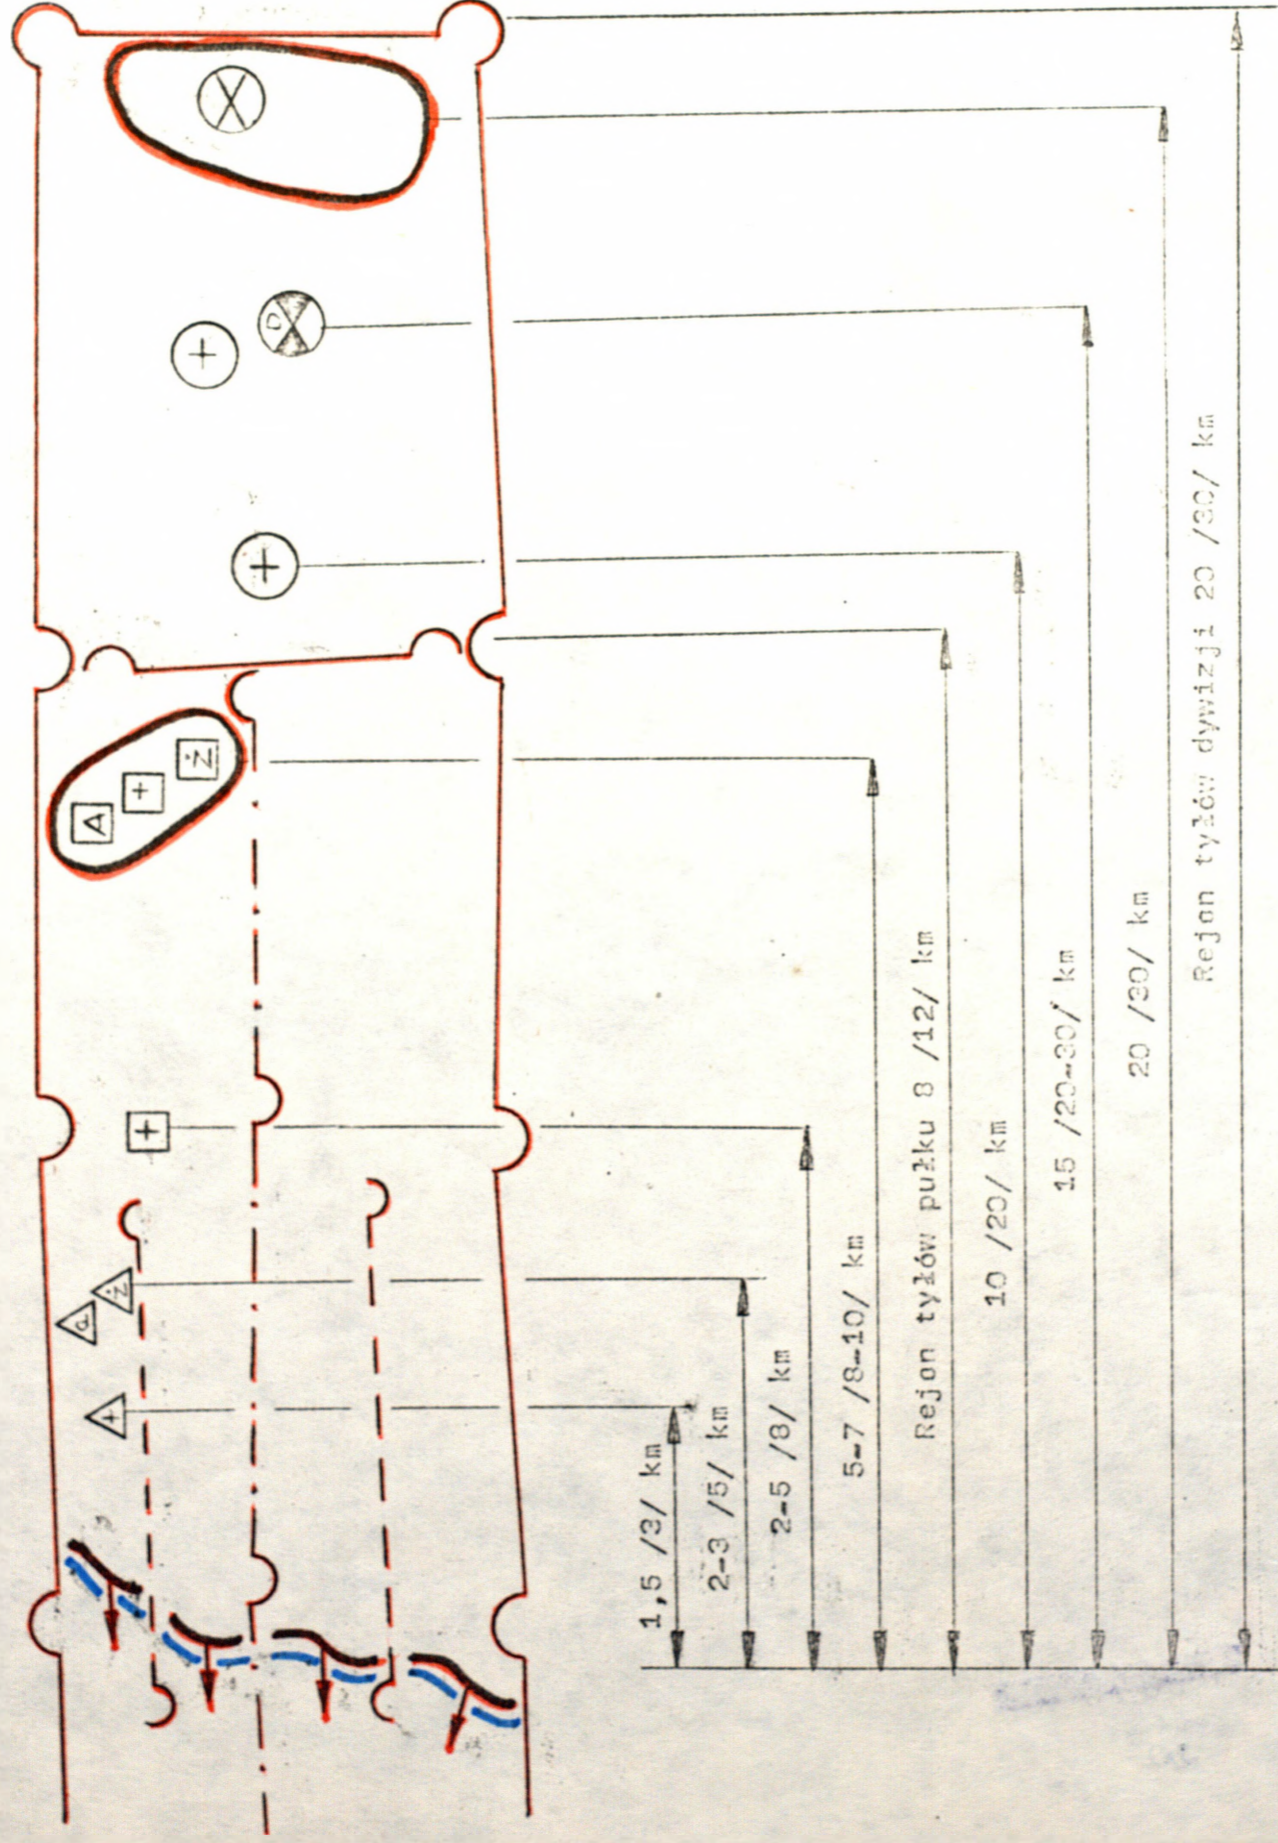 1,5 /3/ km
2-3 /5/ km
2-5 /8/ km
5-7 /8-10/ km
Rejon tyłów pułku 8 /12/ km
10 /20/ km
15 /20-30/ km
20 /30/ km
Rejon tyłów dywizji 20 /30/ km
A
ż
a
ż
D